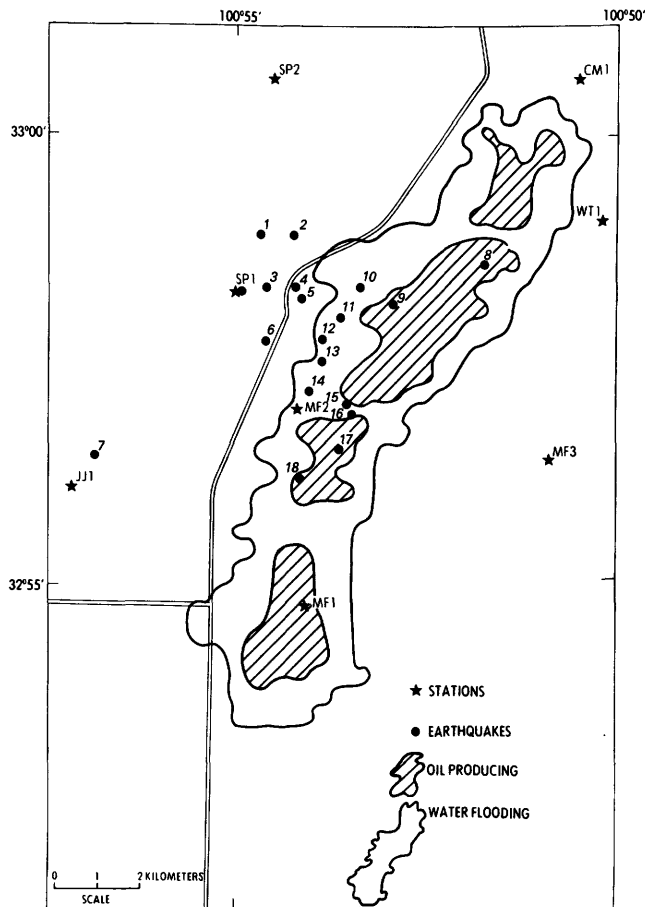 100°55'
100°50'
SP2
CM1
33°00'
WT1
1
2
8
SP1
3
4
5
10
9
11
6
12
13
14
15
MF2
16
17
MF3
7
18
JJ1
32°55'
MF1
STATIONS
EARTHQUAKES
OIL PRODUCING
WATER FLOODING
0 1 2 KILOMETERS
SCALE